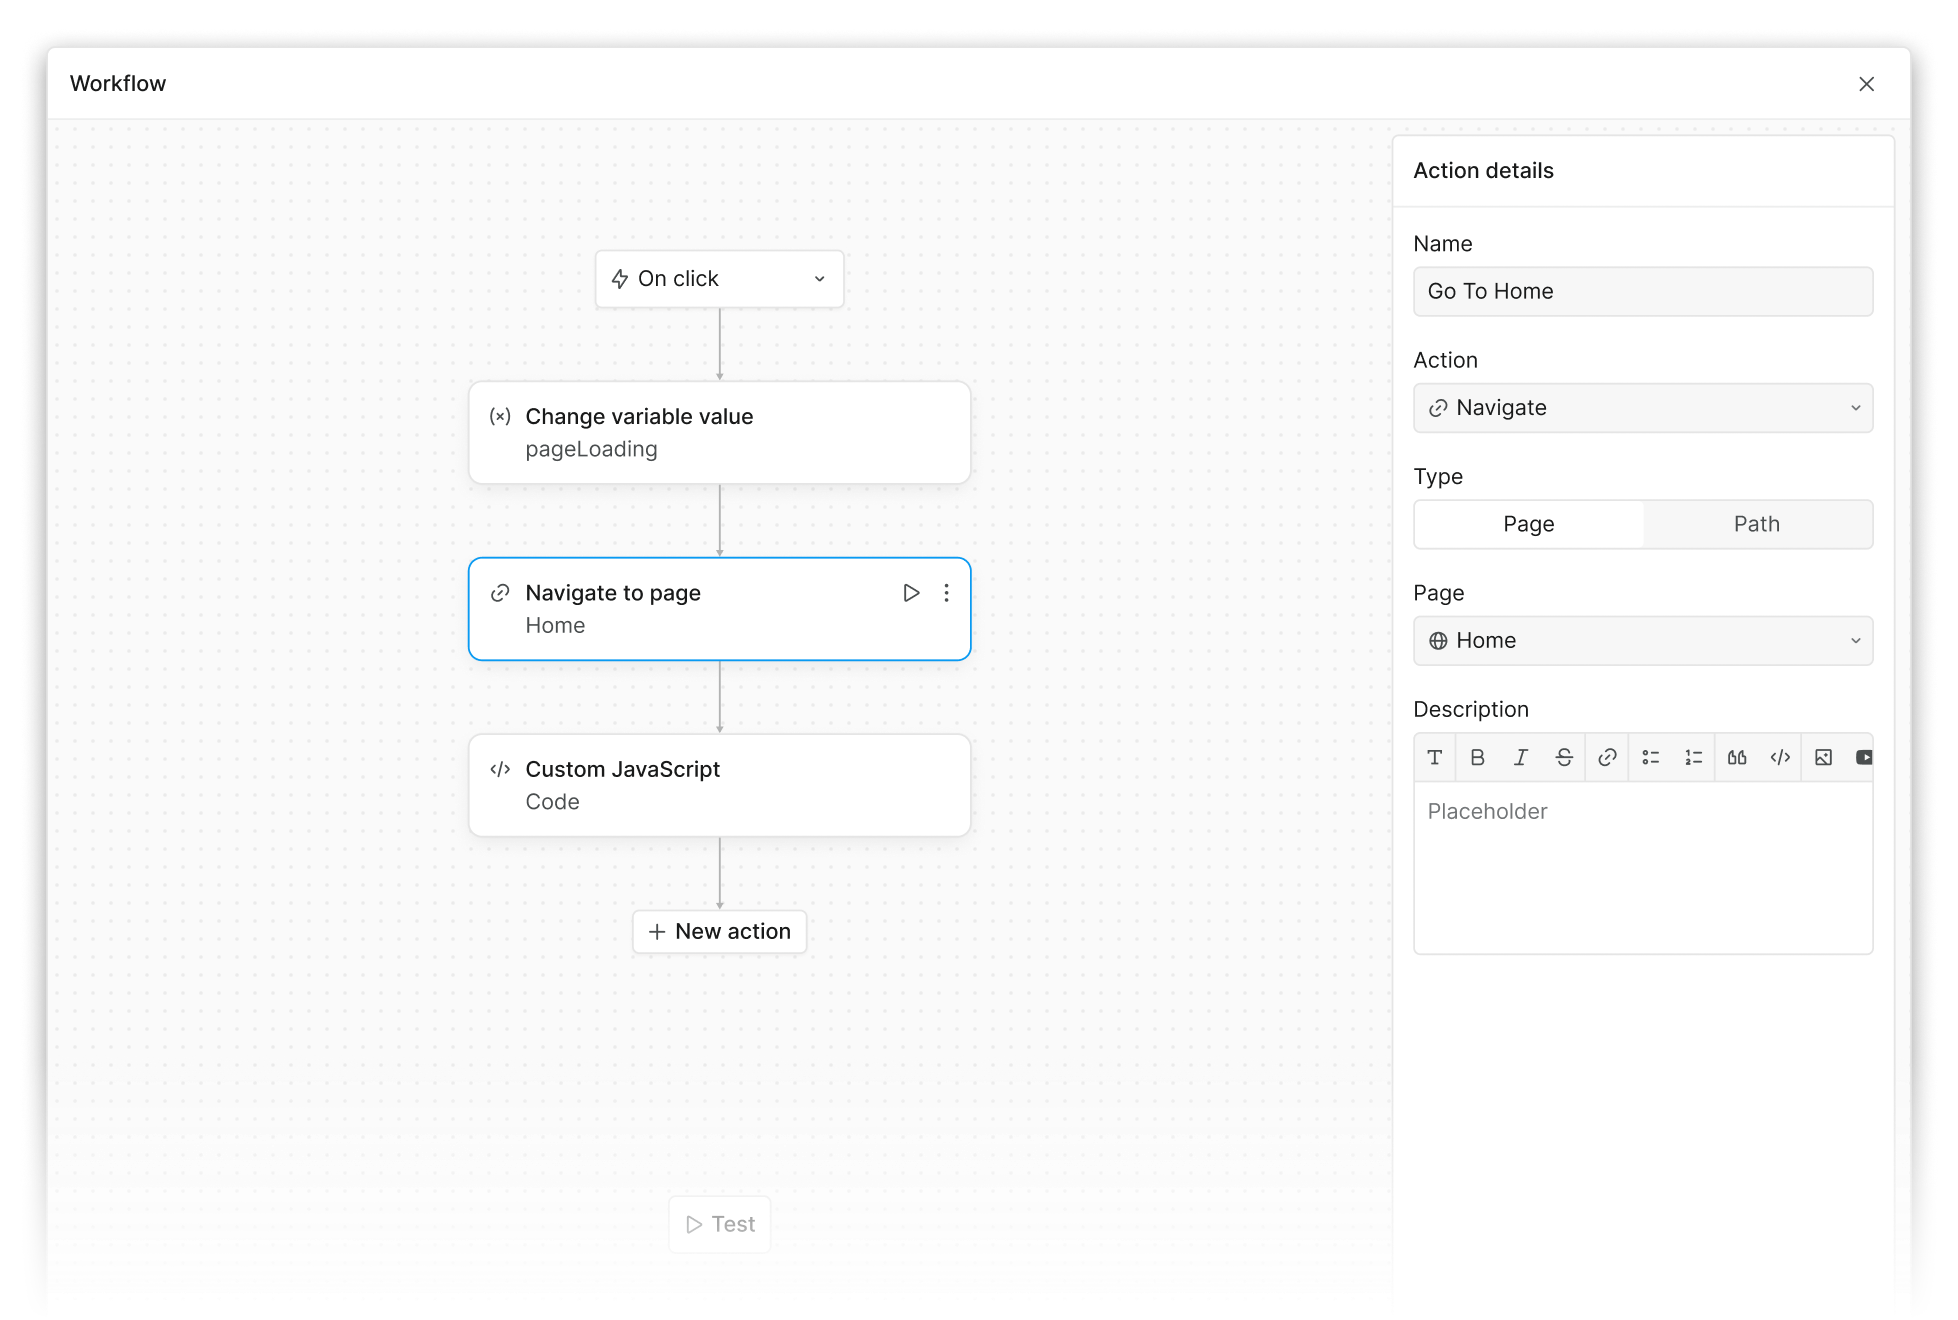 Workflow
On click
Change variable value
pageLoading
Navigate to page
Home
Custom JavaScript
Code
New action
Test
Action details
Name
Go To Home
Action
Navigate
Type
Page Path
Page
Home
Description
Placeholder